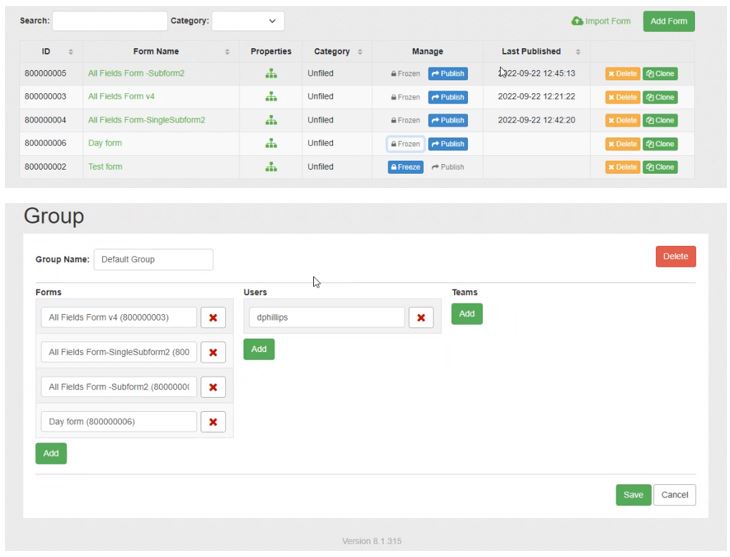 Search: Category: Import Form Add Form
ID Form Name Properties Category Manage Last Published
800000005 All Fields Form -Subform2 Unfiled Frozen Publish 2022-09-22 12:45:13 Delete Clone
800000003 All Fields Form v4 Unfiled Frozen Publish 2022-09-22 12:21:22 Delete Clone
800000004 All Fields Form-SingleSubform2 Unfiled Frozen Publish 2022-09-22 12:42:20 Delete Clone
800000006 Day form Unfiled Frozen Publish Delete Clone
800000002 Test form Unfiled Freeze Publish Delete Clone
Group
Group Name: Default Group Delete
Forms Users Teams
All Fields Form v4 (800000003) dphillips Add
All Fields Form-SingleSubform2 (800 Add
All Fields Form -Subform2 (80000000
Day form (800000006)
Add
Save Cancel
Version 8.1.315